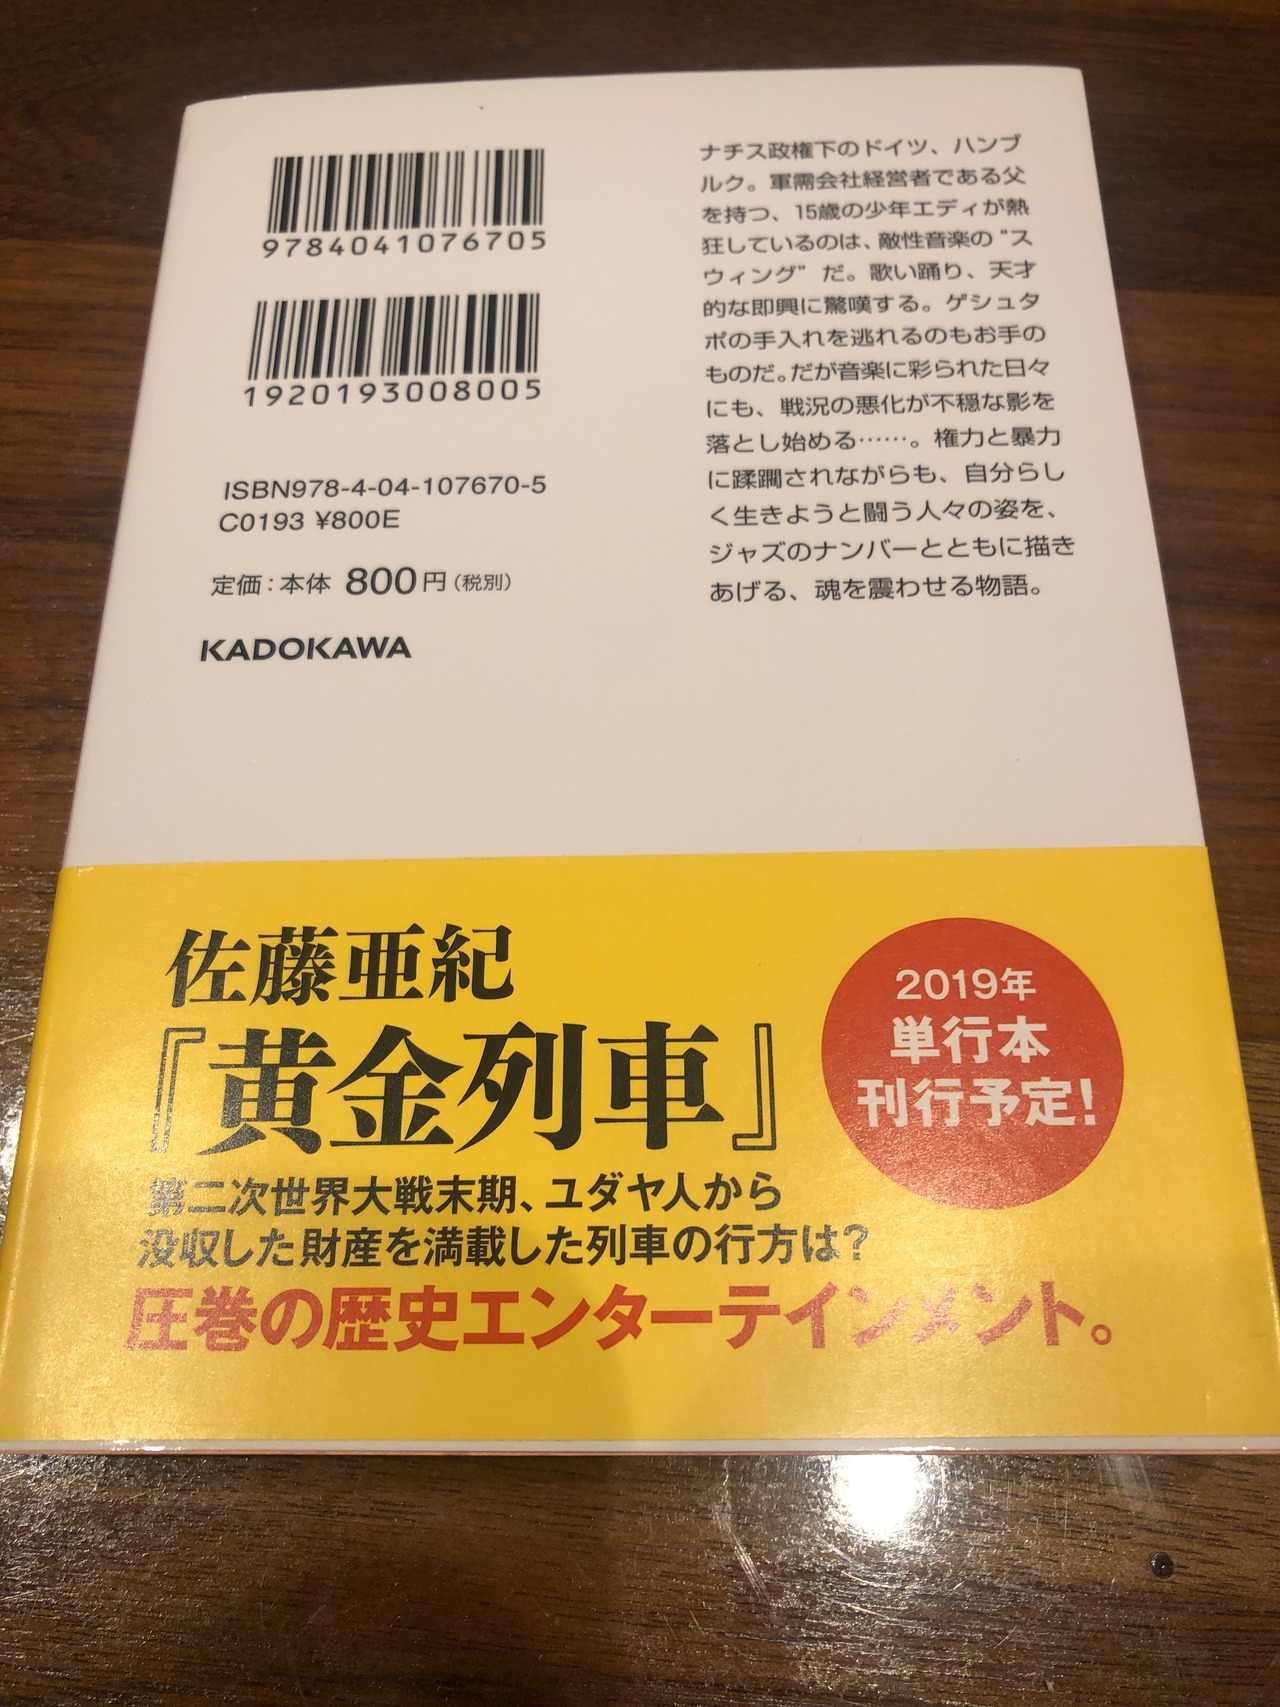 9784041076705
1920193008005
ISBN978-4-04-107670-5
C0193 ¥800E
定価：本体 800円（税別）
KADOKAWA
ナチス政権下のドイツ、ハンブ
ルク。軍需会社経営者である父
を持つ、15歳の少年エディが熱
狂しているのは、敵性音楽の“ス
ウィング”だ。歌い踊り、天才
的な即興に驚嘆する。ゲシュタ
ポの手入れを逃れるのもお手の
ものだ。だが音楽に彩られた日々
にも、戦況の悪化が不穏な影を
落とし始める……。権力と暴力
に蹂躙されながらも、自分らし
く生きようと闘う人々の姿を、
ジャズのナンバーとともに描き
あげる、魂を震わせる物語。
佐藤亜紀
『黄金列車』
2019年
単行本
刊行予定！
第二次世界大戦末期、ユダヤ人から
没収した財産を満載した列車の行方は？
圧巻の歴史エンターテインメント。